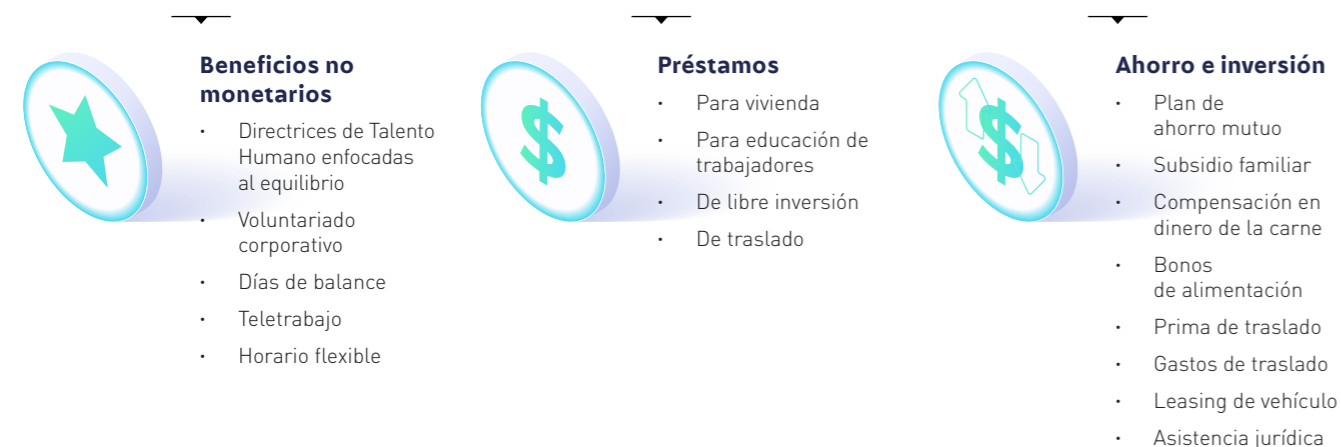 Beneficios no
monetarios
· Directrices de Talento
Humano enfocadas
al equilibrio
· Voluntariado
corporativo
· Días de balance
· Teletrabajo
· Horario flexible
$
Préstamos
· Para vivienda
· Para educación de
trabajadores
· De libre inversión
· De traslado
$
Ahorro e inversión
· Plan de
ahorro mutuo
· Subsidio familiar
· Compensación en
dinero de la carne
· Bonos
de alimentación
· Prima de traslado
· Gastos de traslado
· Leasing de vehículo
· Asistencia jurídica